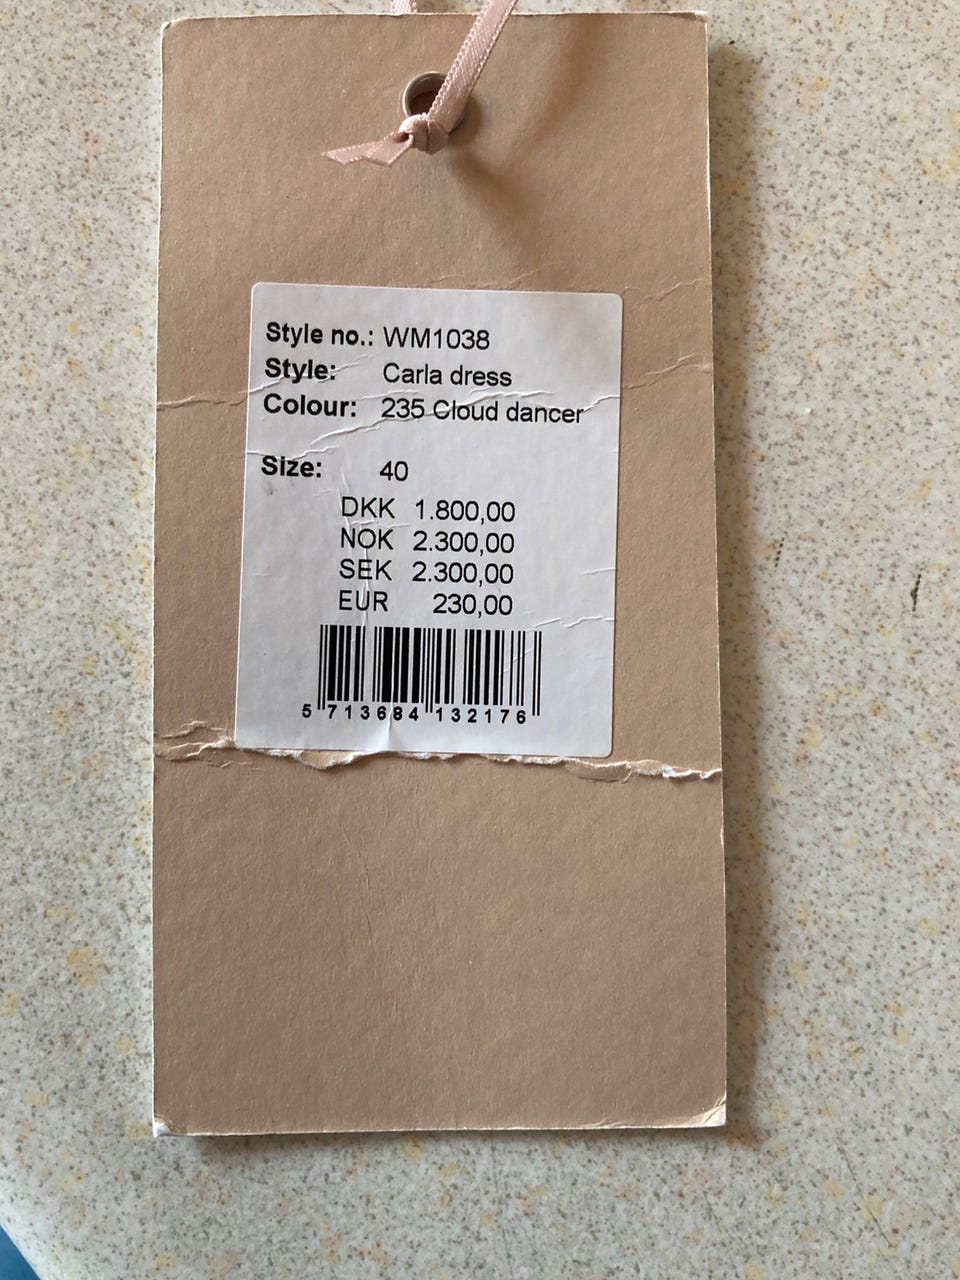 Style no.: WM1038
Style: Carla dress
Colour: 235 Cloud dancer
Size: 40
DKK 1.800,00
NOK 2.300,00
SEK 2.300,00
EUR 230,00
5 713684 132176